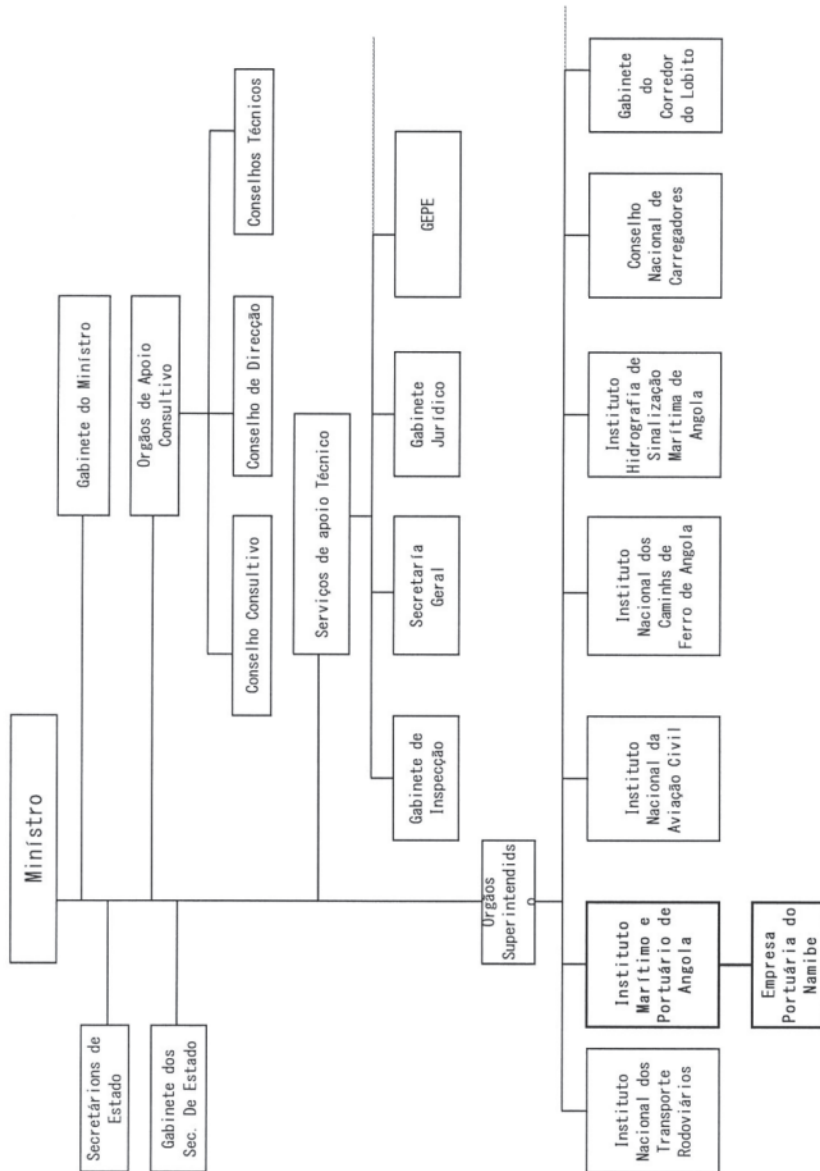 Minístro
Secretárions de
Estado
Gabinete do Minístro
Gabinete dos
Sec. De Estado
Orgãos de Apoio
Consultivo
Conselho Consultivo
Conselho de Direcção
Conselhos Técnicos
Serviços de apoio Técnico
Gabinete de
Inspecção
Secretaría
Geral
Gabinete
Jurídico
GEPE
Orgãos
Superintendids
Instituto
Nacional dos
Transporte
Rodoviários
Instituto
Marítimo e
Portuário de
Angola
Instituto
Nacional da
Aviação Civil
Instituto
Nacional dos
Caminhs de
Ferro de Angola
Instituto
Hidrografia de
Sinalização
Marítima de
Angola
Conselho
Nacional de
Carregadores
Gabinete
do
Corredor
do Lobito
Empresa
Portuária do
Namibe